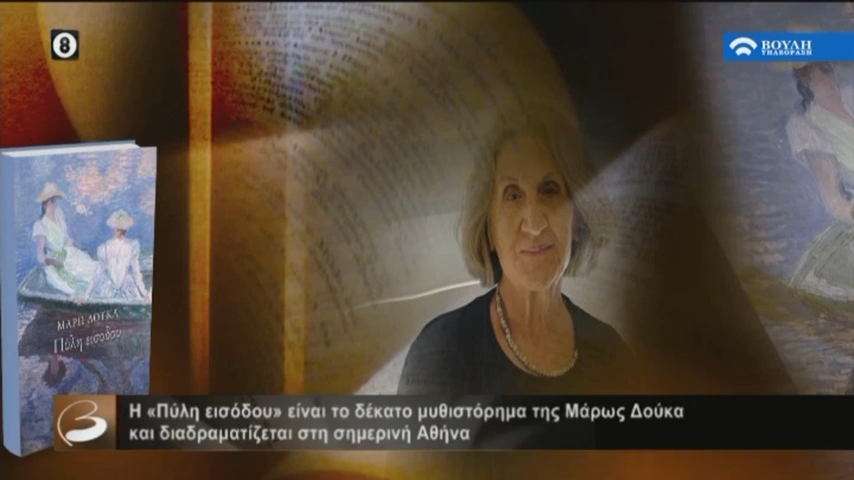 8
ΒΟΥΛΗ
ΤΗΛΕΟΡΑΣΗ
ΜΑΡΩ ΔΟΥΚΑ
Πύλη εισόδου
Η «Πύλη εισόδου» είναι το δέκατο μυθιστόρημα της Μάρως Δούκα
και διαδραματίζεται στη σημερινή Αθήνα